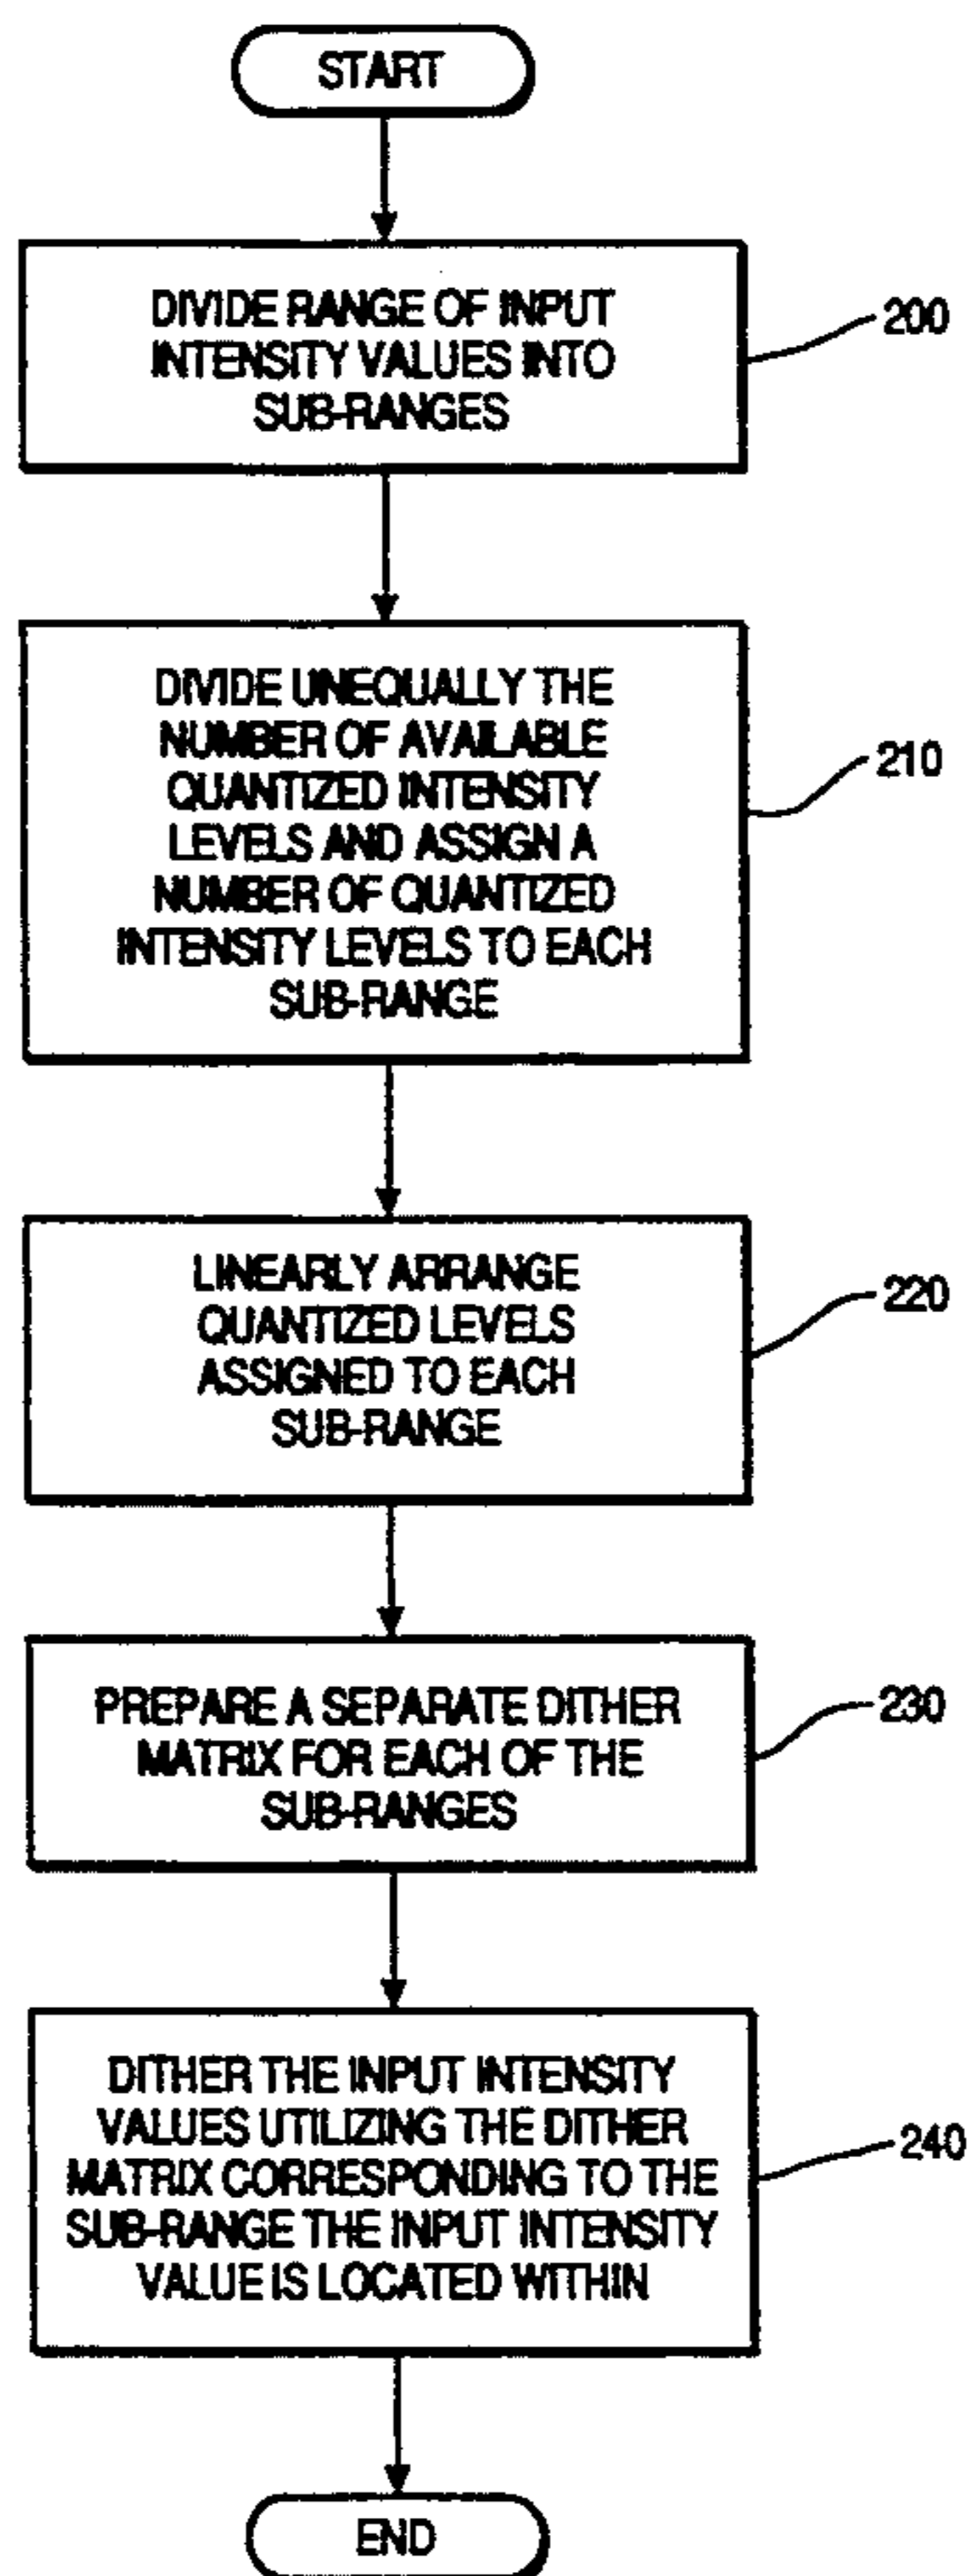 START
DIVIDE RANGE OF INPUT
INTENSITY VALUES INTO
SUB-RANGES
200
DIVIDE UNEQUALLY THE
NUMBER OF AVAILABLE
QUANTIZED INTENSITY
LEVELS AND ASSIGN A
NUMBER OF QUANTIZED
INTENSITY LEVELS TO EACH
SUB-RANGE
210
LINEARLY ARRANGE
QUANTIZED LEVELS
ASSIGNED TO EACH
SUB-RANGE
220
PREPARE A SEPARATE DITHER
MATRIX FOR EACH OF THE
SUB-RANGES
230
DITHER THE INPUT INTENSITY
VALUES UTILIZING THE DITHER
MATRIX CORRESPONDING TO THE
SUB-RANGE THE INPUT INTENSITY
VALUE IS LOCATED WITHIN
240
END